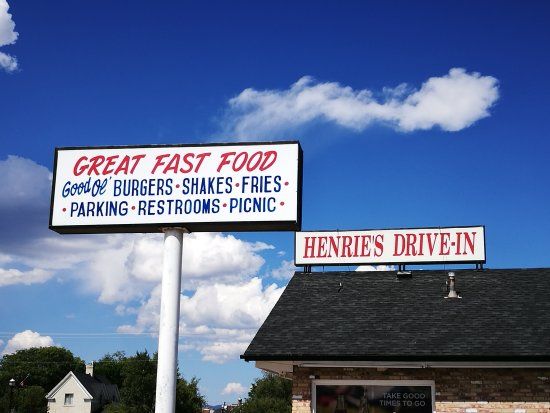 GREAT FAST FOOD
Good Ol' BURGERS • SHAKES • FRIES •
• PARKING • RESTROOMS • PICNIC •
HENRIE'S DRIVE-IN
TAKE GOOD
TIMES TO GO